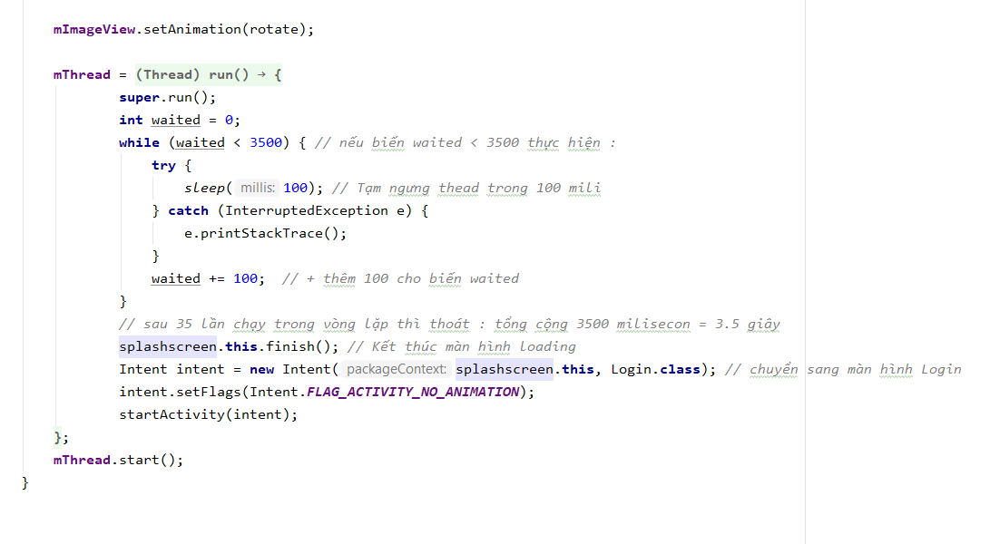 mImageView.setAnimation(rotate);
mThread = (Thread) run() → {
super.run();
int waited = 0;
while (waited < 3500) { // nếu biến waited < 3500 thực hiện :
try {
sleep( millis: 100); // Tạm ngưng thead trong 100 mili
} catch (InterruptedException e) {
e.printStackTrace();
}
waited += 100;  // + thêm 100 cho biến waited
}
// sau 35 lần chạy trong vòng lặp thì thoát : tổng cộng 3500 milisecon = 3.5 giây
splashscreen.this.finish(); // Kết thúc màn hình loading
Intent intent = new Intent( packageContext: splashscreen.this, Login.class); // chuyển sang màn hình Login
intent.setFlags(Intent.FLAG_ACTIVITY_NO_ANIMATION);
startActivity(intent);
};
mThread.start();
}